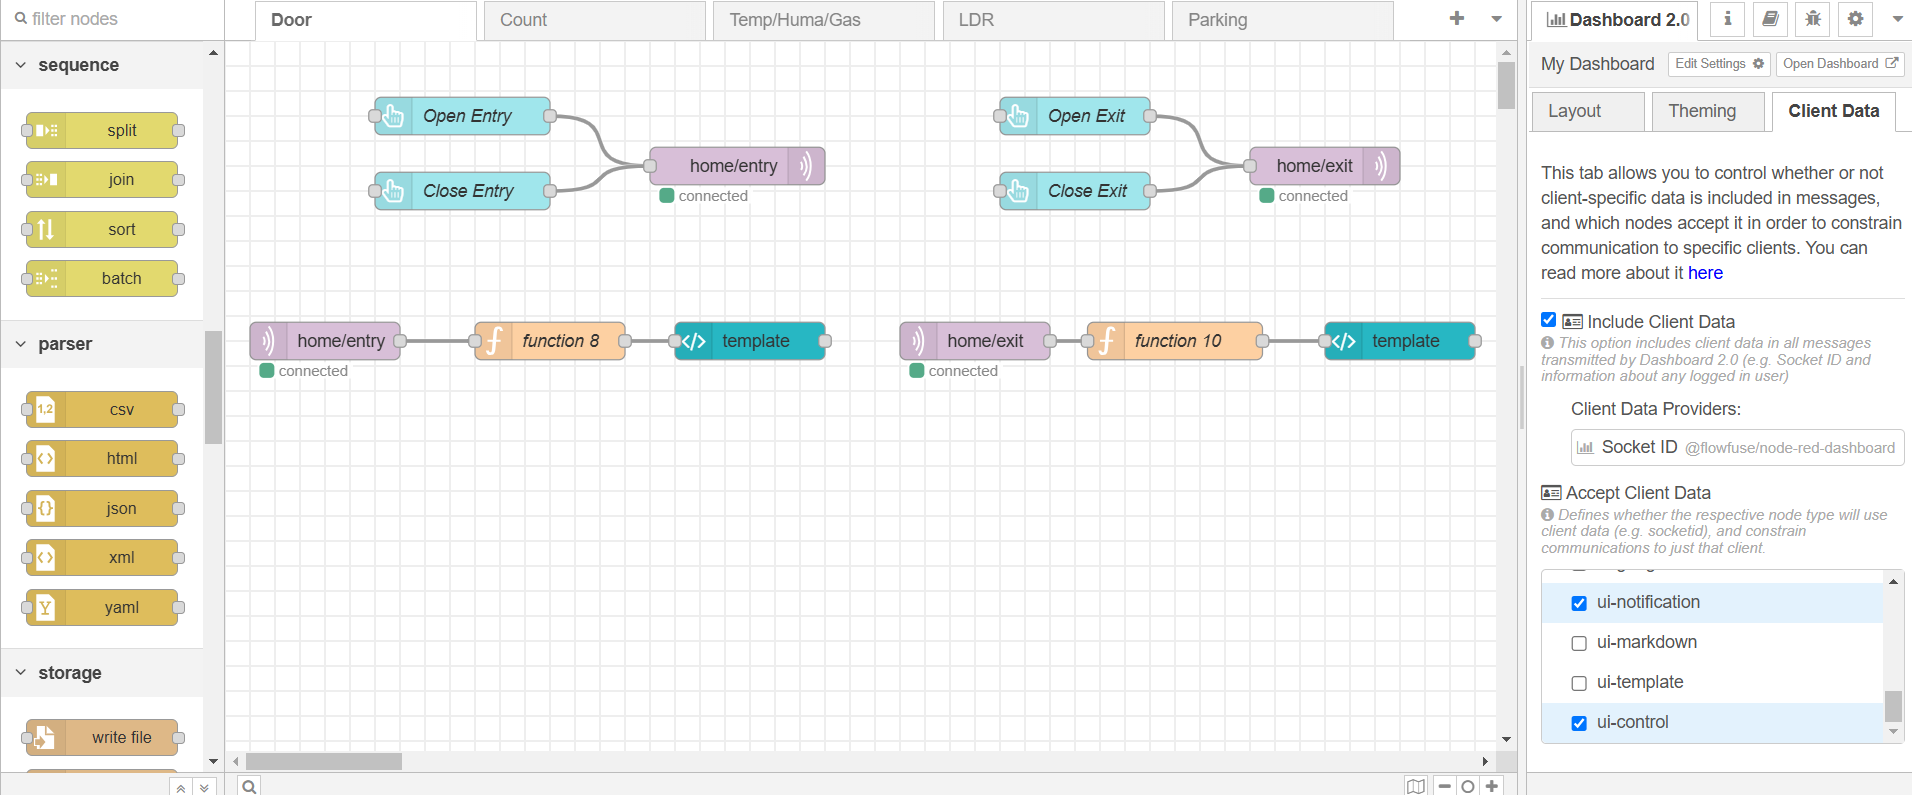 filter nodes
Door
Count
Temp/Huma/Gas
LDR
Parking
Dashboard 2.0
My Dashboard
Edit Settings
Open Dashboard
Layout
Theming
Client Data
sequence
split
join
sort
batch
parser
csv
html
json
xml
yaml
storage
write file
Open Entry
Close Entry
home/entry
connected
Open Exit
Close Exit
home/exit
connected
home/entry
connected
function 8
template
home/exit
connected
function 10
template
This tab allows you to control whether or not
client-specific data is included in messages,
and which nodes accept it in order to constrain
communication to specific clients. You can
read more about it here
Include Client Data
This option includes client data in all messages
transmitted by Dashboard 2.0 (e.g. Socket ID and
information about any logged in user)
Client Data Providers:
Socket ID @flowfuse/node-red-dashboard
Accept Client Data
Defines whether the respective node type will use
client data (e.g. socketid), and constrain
communications to just that client.
ui-notification
ui-markdown
ui-template
ui-control